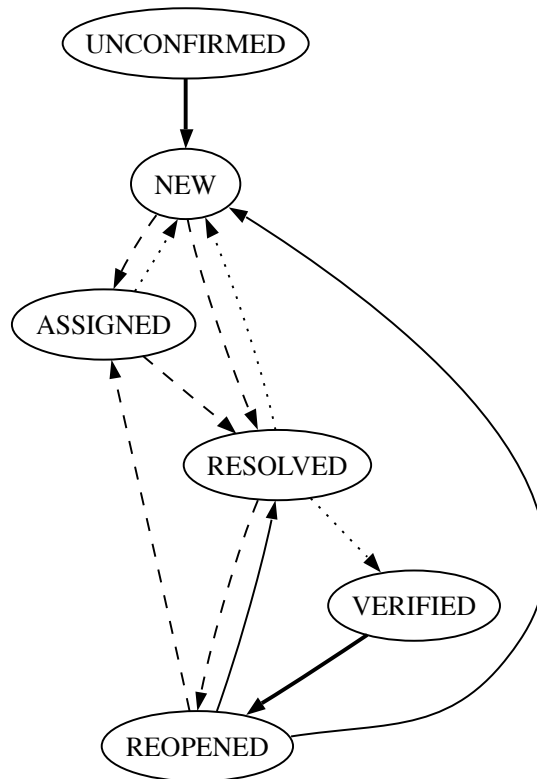 UNCONFIRMED
NEW
ASSIGNED
RESOLVED
VERIFIED
REOPENED